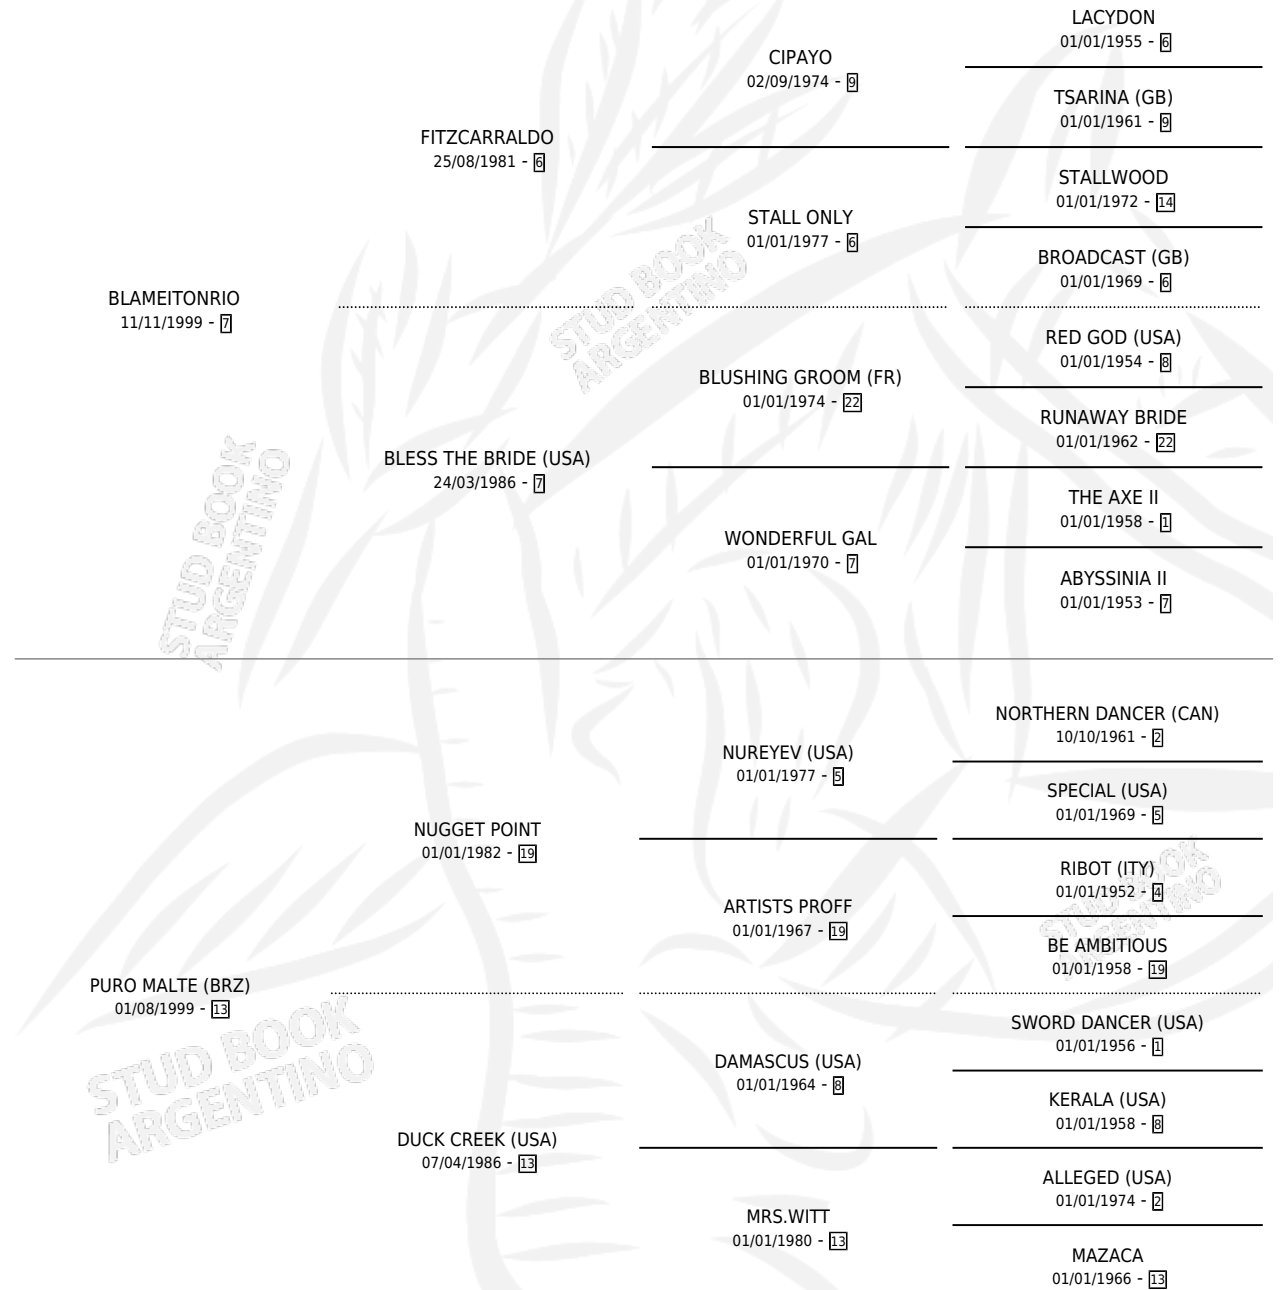 LACYDON
01/01/1955 - 6
CIPAYO
02/09/1974 - 9
TSARINA (GB)
01/01/1961 - 9
FITZCARRALDO
25/08/1981 - 6
STALLWOOD
01/01/1972 - 14
STALL ONLY
01/01/1977 - 6
BROADCAST (GB)
01/01/1969 - 6
BLAMEITONRIO
11/11/1999 - 7
RED GOD (USA)
01/01/1954 - 8
BLUSHING GROOM (FR)
01/01/1974 - 22
RUNAWAY BRIDE
01/01/1962 - 22
BLESS THE BRIDE (USA)
24/03/1986 - 7
THE AXE II
01/01/1958 - 1
WONDERFUL GAL
01/01/1970 - 7
ABYSSINIA II
01/01/1953 - 7
NORTHERN DANCER (CAN)
10/10/1961 - 2
NUREYEV (USA)
01/01/1977 - 5
SPECIAL (USA)
01/01/1969 - 5
NUGGET POINT
01/01/1982 - 19
RIBOT (ITY)
01/01/1952 - 4
ARTISTS PROFF
01/01/1967 - 19
BE AMBITIOUS
01/01/1958 - 19
PURO MALTE (BRZ)
01/08/1999 - 13
SWORD DANCER (USA)
01/01/1956 - 1
DAMASCUS (USA)
01/01/1964 - 8
KERALA (USA)
01/01/1958 - 8
DUCK CREEK (USA)
07/04/1986 - 13
ALLEGED (USA)
01/01/1974 - 2
MRS.WITT
01/01/1980 - 13
MAZACA
01/01/1966 - 13
STUD BOOK
ARGENTINO
STUD BOOK
ARGENTINO
STUD BOOK
ARGENTINO
STUD BOOK
ARGENTINO